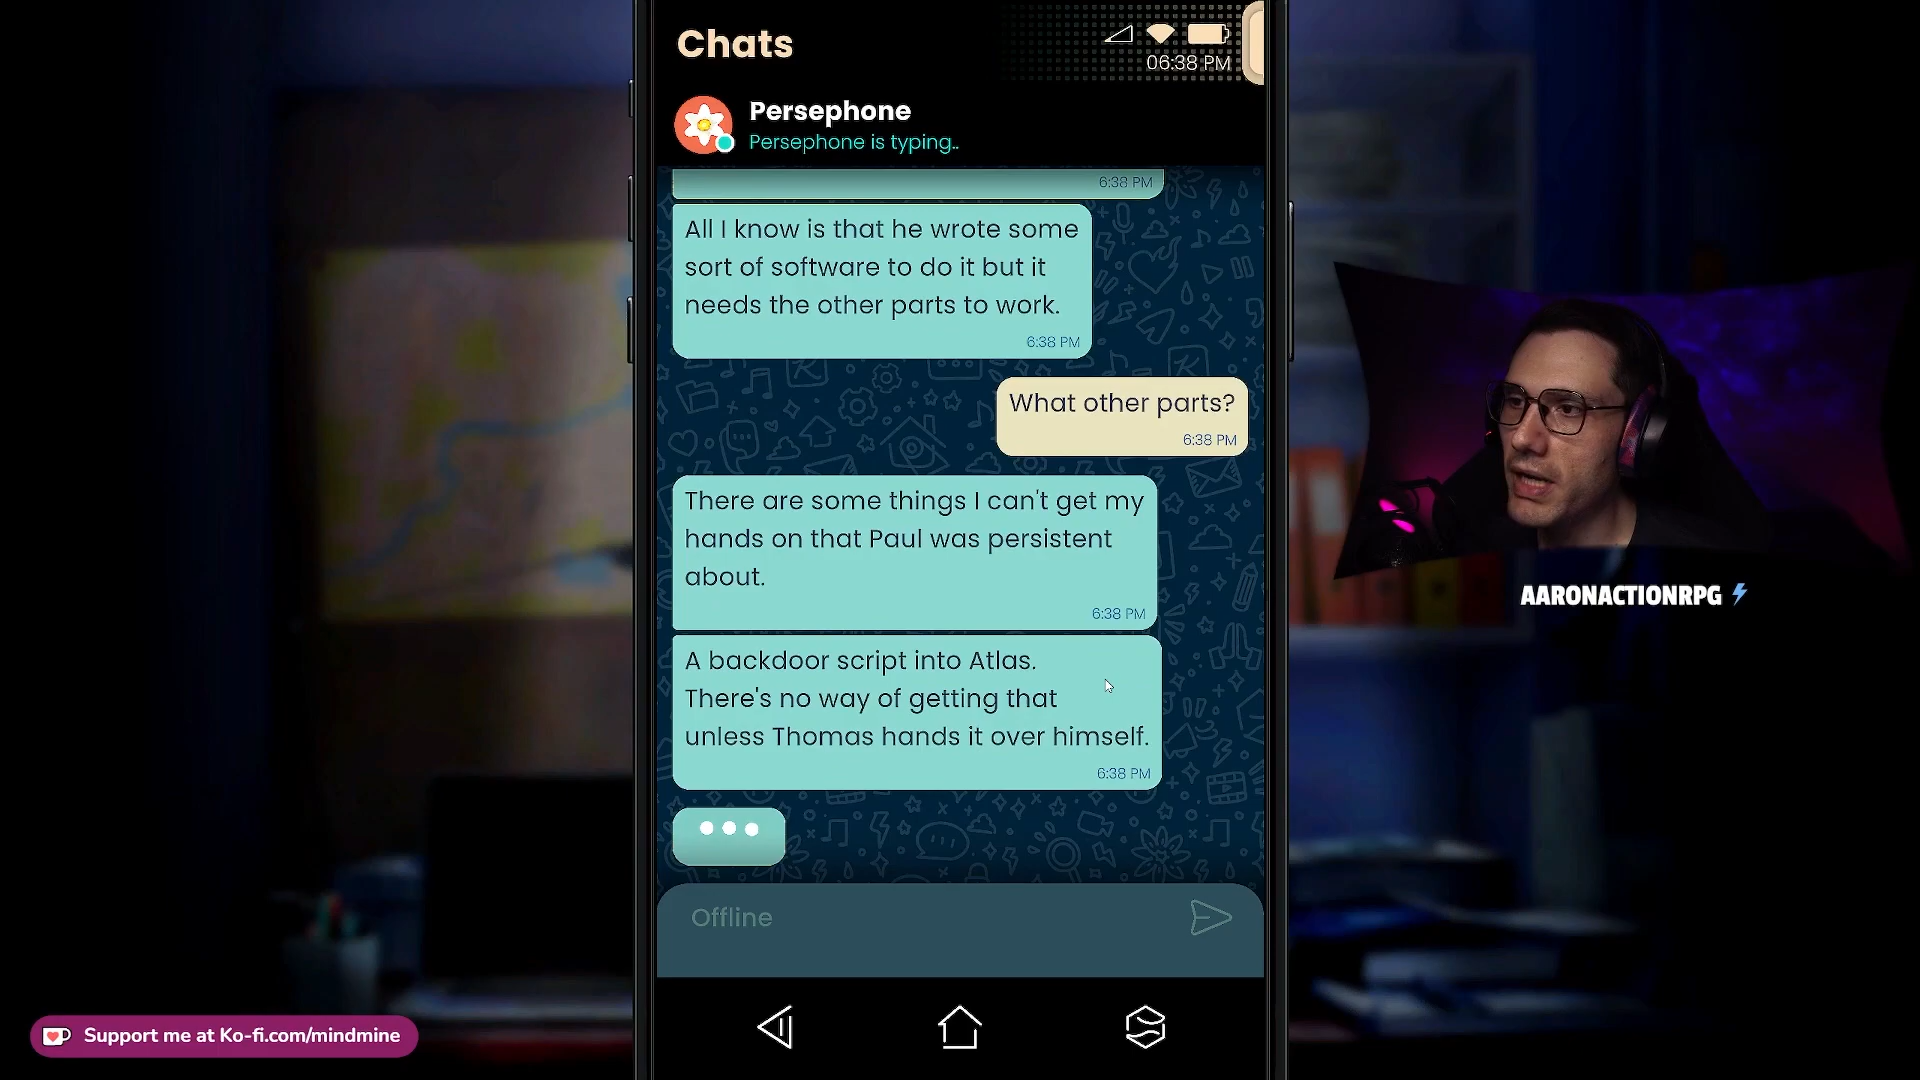 Chats
06:38 PM
Persephone
Persephone is typing..
6:38 PM
All I know is that he wrote some
sort of software to do it but it
needs the other parts to work.
6:38 PM
What other parts?
6:38 PM
There are some things I can't get my
hands on that Paul was persistent
about.
6:38 PM
A backdoor script into Atlas.
There's no way of getting that
unless Thomas hands it over himself.
6:38 PM
Offline
AARONACTIONRPG
Support me at Ko-fi.com/mindmine